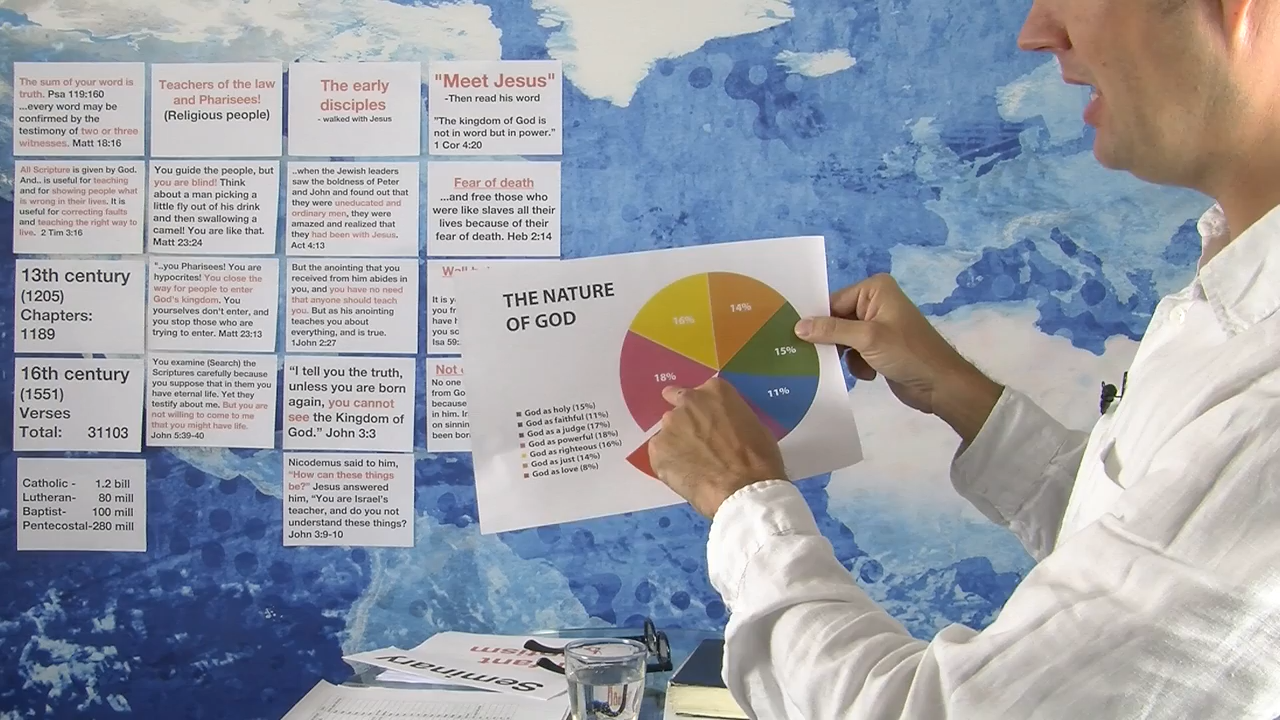 The sum of your word is
truth. Psa 119:160
...every word may be
confirmed by the
testimony of two or three
witnesses. Matt 18:16
Teachers of the law
and Pharisees!
(Religious people)
The early
disciples
- walked with Jesus
"Meet Jesus"
-Then read his word
"The kingdom of God is
not in word but in power."
1 Cor 4:20
All Scripture is given by God.
And.. is useful for teaching
and for showing people what
is wrong in their lives. It is
useful for correcting faults
and teaching the right way to
live. 2 Tim 3:16
You guide the people, but
you are blind! Think
about a man picking a
little fly out of his drink
and then swallowing a
camel! You are like that.
Matt 23:24
..when the Jewish leaders
saw the boldness of Peter
and John and found out that
they were uneducated and
ordinary men, they were
amazed and realized that
they had been with Jesus.
Act 4:13
Fear of death
...and free those who
were like slaves all their
lives because of their
fear of death. Heb 2:14
13th century
(1205)
Chapters:
1189
"..you Pharisees! You are
hypocrites! You close the
way for people to enter
God's kingdom. You
yourselves don't enter, and
you stop those who are
trying to enter. Matt 23:13
But the anointing that you
received from him abides in
you, and you have no need
that anyone should teach
you. But as his anointing
teaches you about
everything, and is true.
1John 2:27
It is
you
have
you
Isa 59:
16th century
(1551)
Verses
Total: 31103
You examine (Search) the
Scriptures carefully because
you suppose that in them you
have eternal life. Yet they
testify about me. But you are
not willing to come to me
that you might have life.
John 5:39-40
“I tell you the truth,
unless you are born
again, you cannot
see the Kingdom of
God.” John 3:3
No one
from Go
because
in him.
on sinnin
been bor
Catholic - 1.2 bill
Lutheran- 80 mill
Baptist- 100 mill
Pentecostal-280 mill
Nicodemus said to him,
“How can these things
be?” Jesus answered
him, “You are Israel's
teacher, and do you not
understand these things?
John 3:9-10
THE NATURE
OF GOD
16%
14%
15%
18%
11%
God as holy (15%)
God as faithful (11%)
God as a judge (17%)
God as powerful (18%)
God as righteous (16%)
God as just (14%)
God as love (8%)
Seminary